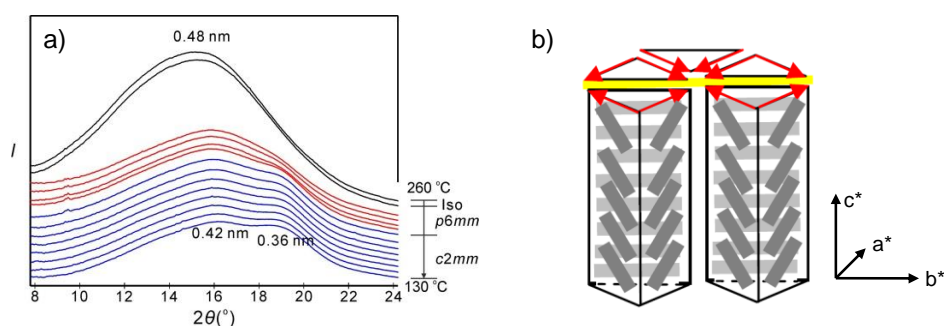 a)
0.48 nm
I
260 °C
Iso
p6mm
c2mm
130 °C
0.42 nm
0.36 nm
8 10 12 14 16 18 20 22 24
2θ(°)
b)
c*
a*
b*